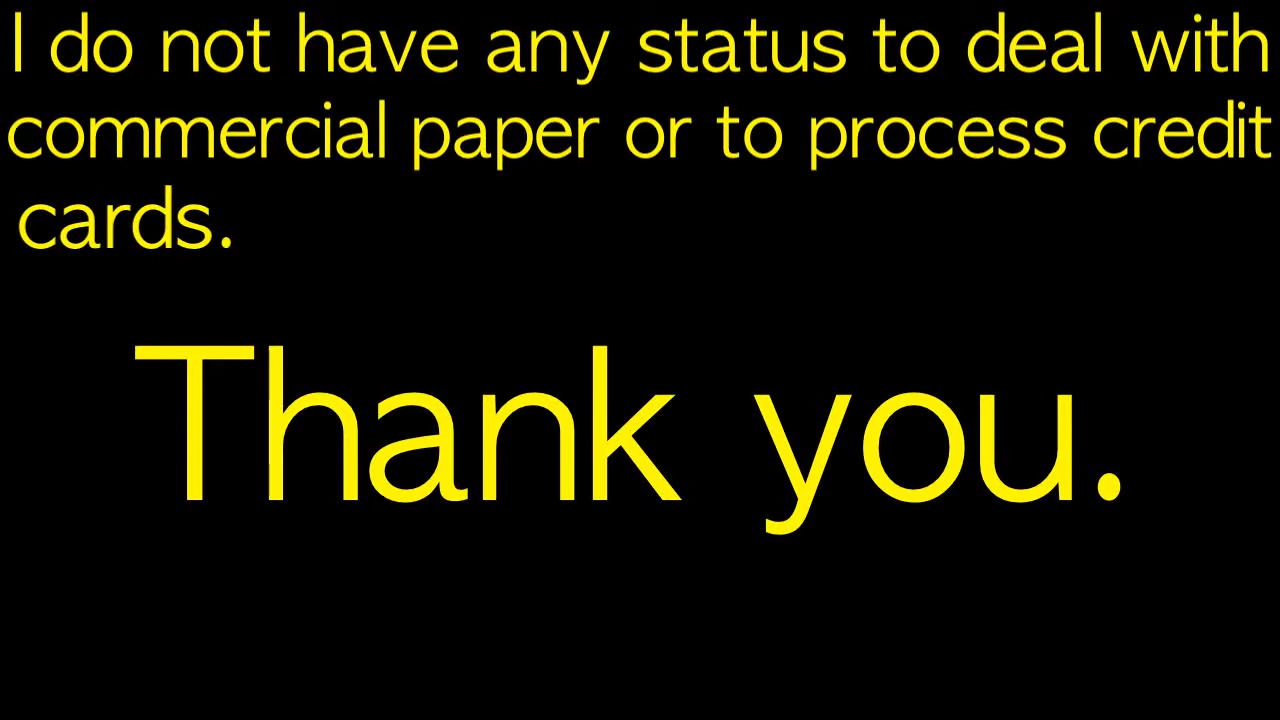 I do not have any status to deal with
commercial paper or to process credit
cards.
Thank you.